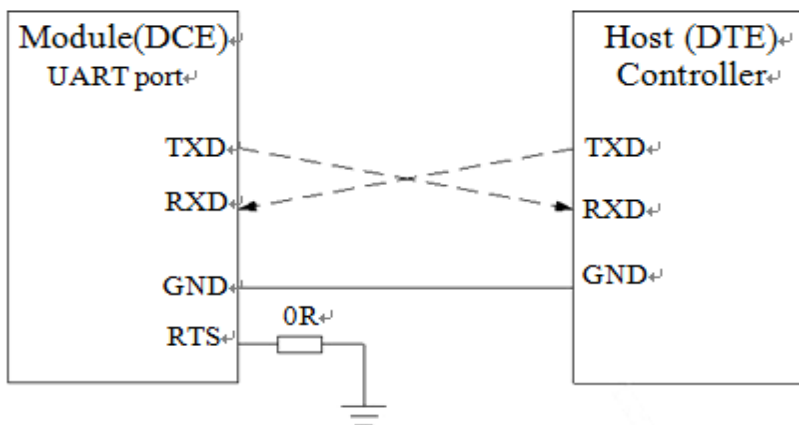 Module(DCE)↵
UART port↵
TXD↵
RXD↵
GND↵
RTS↵
0R↵
Host (DTE)↵
Controller↵
TXD↵
RXD↵
GND↵